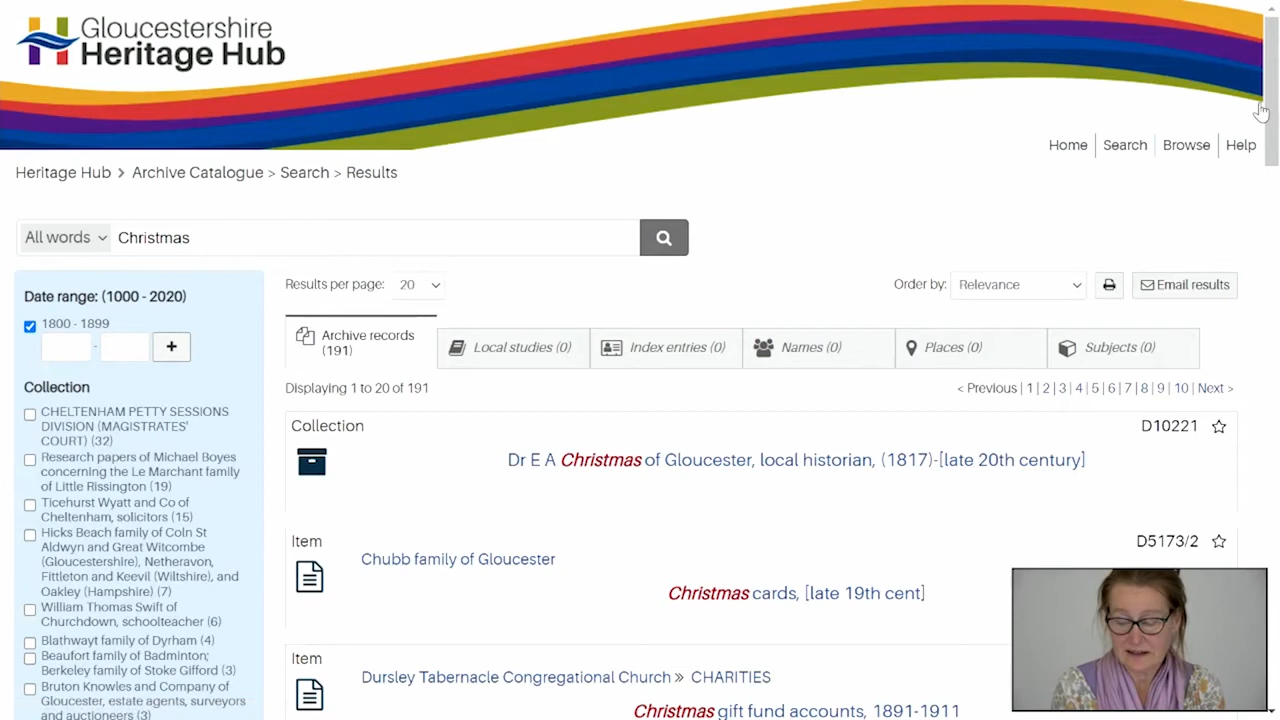 Gloucestershire
Heritage Hub
Home Search Browse Help
Heritage Hub > Archive Catalogue > Search > Results
All words Christmas
Date range: (1000 - 2020)
1800 - 1899
-
+
Collection
CHELTENHAM PETTY SESSIONS
DIVISION (MAGISTRATES'
COURT) (32)
Research papers of Michael Boyes
concerning the Le Marchant family
of Little Rissington (19)
Ticehurst Wyatt and Co of
Cheltenham, solicitors (15)
Hicks Beach family of Coln St
Aldwyn and Great Witcombe
(Gloucestershire), Netheravon,
Fittleton and Keevil (Wiltshire), and
Oakley (Hampshire) (7)
William Thomas Swift of
Churchdown, schoolteacher (6)
Blathwayt family of Dyrham (4)
Beaufort family of Badminton;
Berkeley family of Stoke Gifford (3)
Bruton Knowles and Company of
Gloucester, estate agents, surveyors
and auctioneers (3)
Results per page: 20
Order by: Relevance Email results
Archive records
(191)
Local studies (0)
Index entries (0)
Names (0)
Places (0)
Subjects (0)
Displaying 1 to 20 of 191
< Previous | 1 | 2 | 3 | 4 | 5 | 6 | 7 | 8 | 9 | 10 | Next >
Collection D10221
Dr E A Christmas of Gloucester, local historian, (1817)-[late 20th century]
Item D5173/2
Chubb family of Gloucester
Christmas cards, [late 19th cent]
Item
Dursley Tabernacle Congregational Church » CHARITIES
Christmas gift fund accounts, 1891-1911